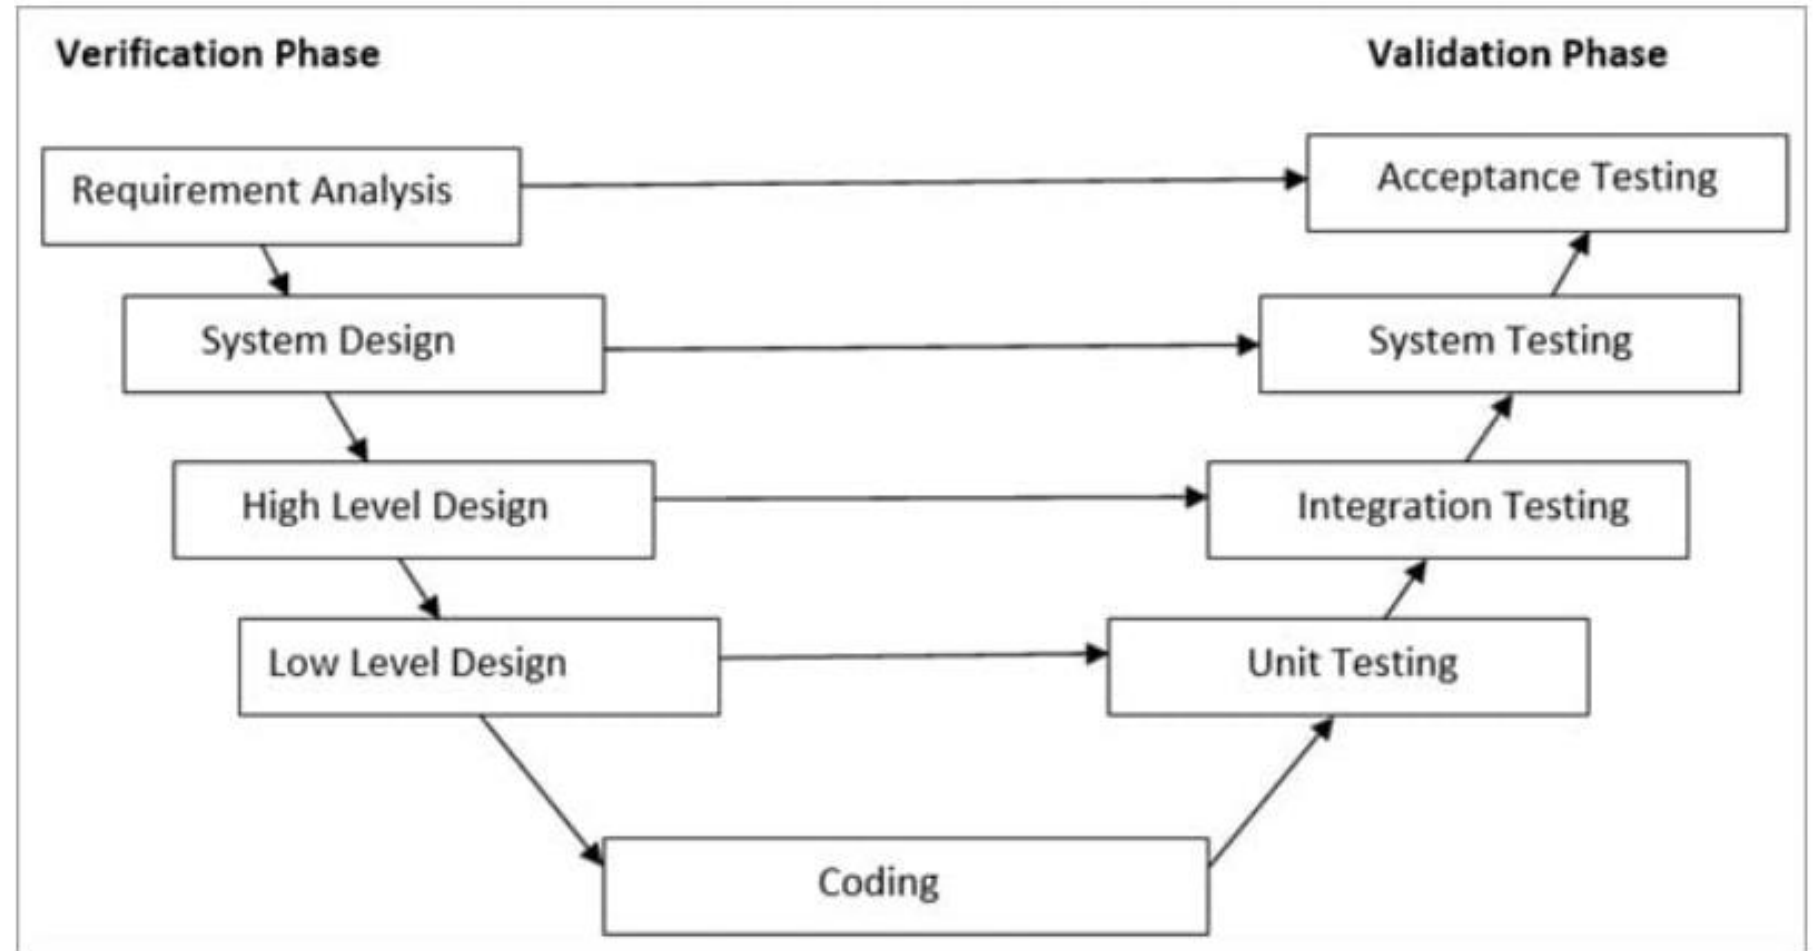 Verification Phase
Validation Phase
Requirement Analysis
Acceptance Testing
System Design
System Testing
High Level Design
Integration Testing
Low Level Design
Unit Testing
Coding